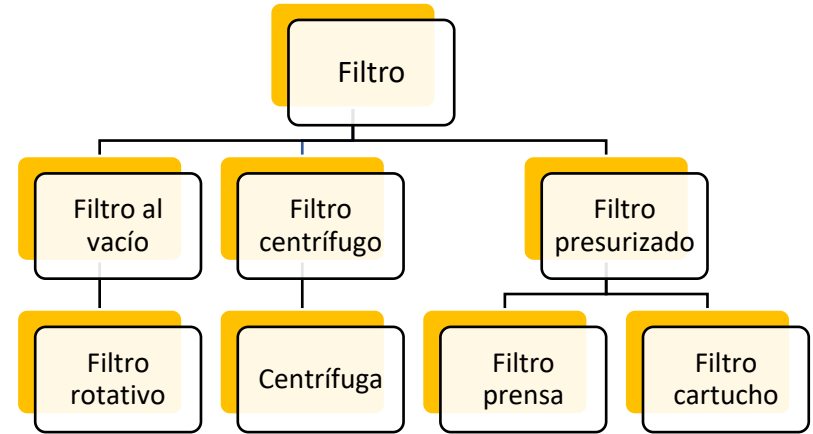 Filtro
Filtro al
vacío
Filtro
centrífugo
Filtro
presurizado
Filtro
rotativo
Centrífuga
Filtro
prensa
Filtro
cartucho